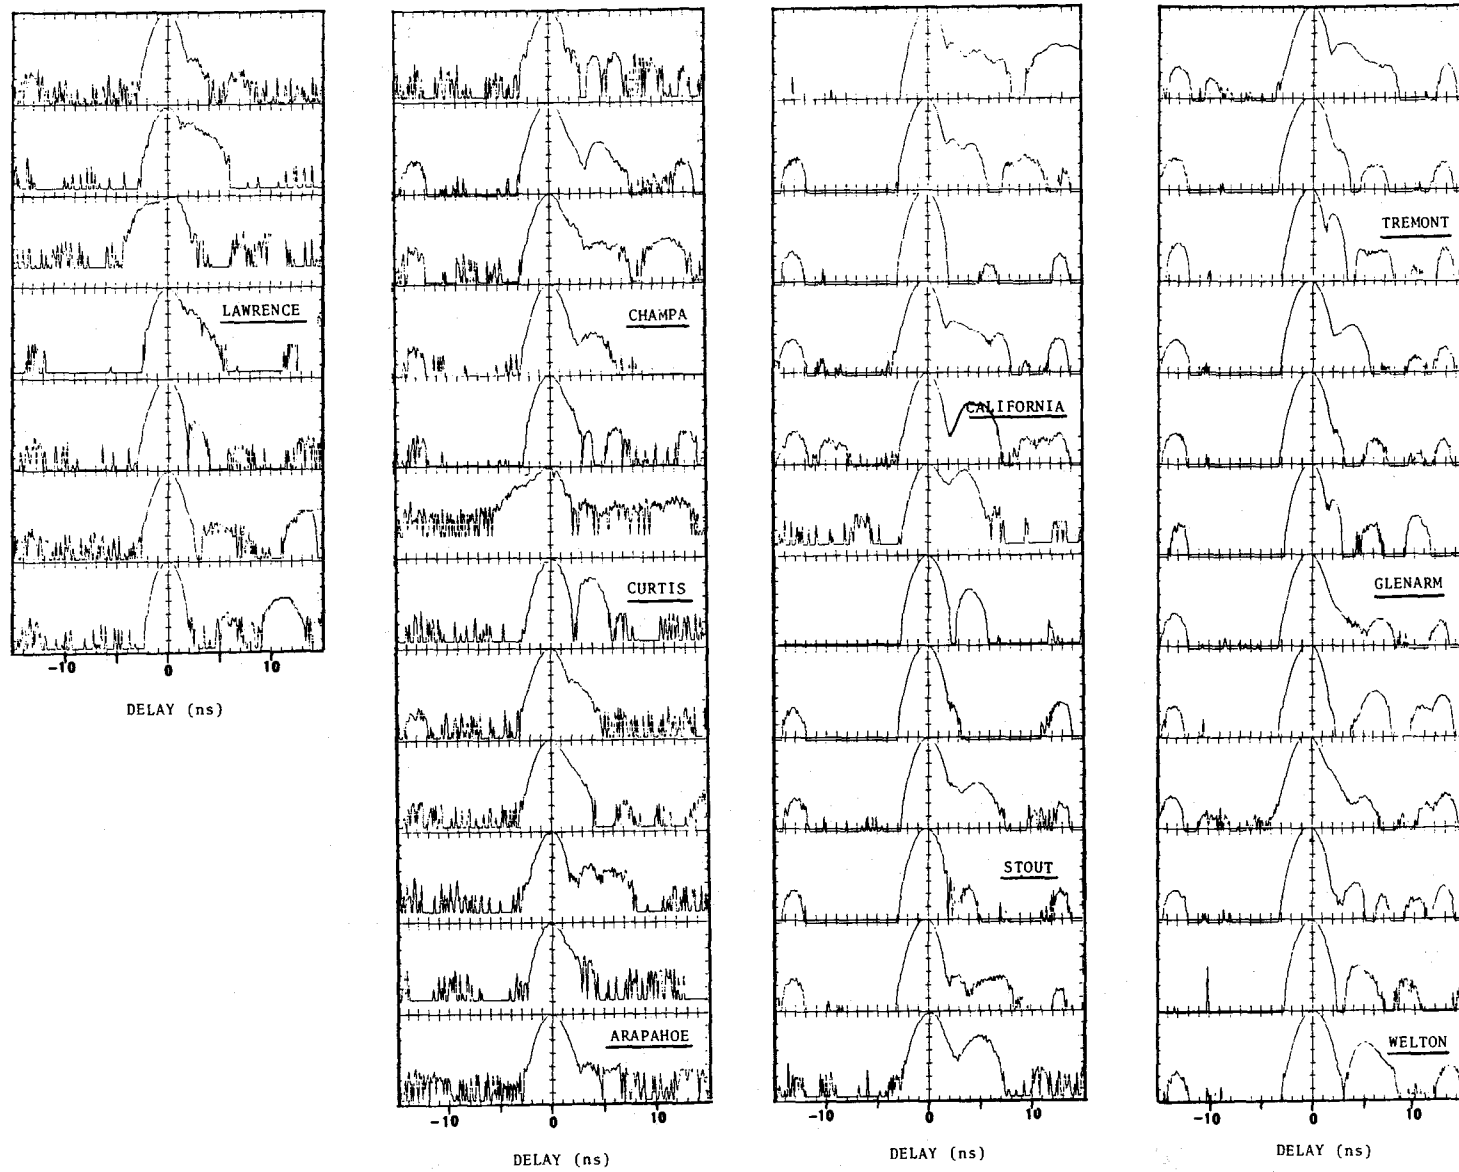 LAWRENCE
-10 0 10
DELAY (ns)
CHAMPA
CURTIS
ARAPAHOE
-10 0 10
DELAY (ns)
CALIFORNIA
STOUT
-10 0 10
DELAY (ns)
TREMONT
GLENARM
WELTON
-10 0 10
DELAY (ns)